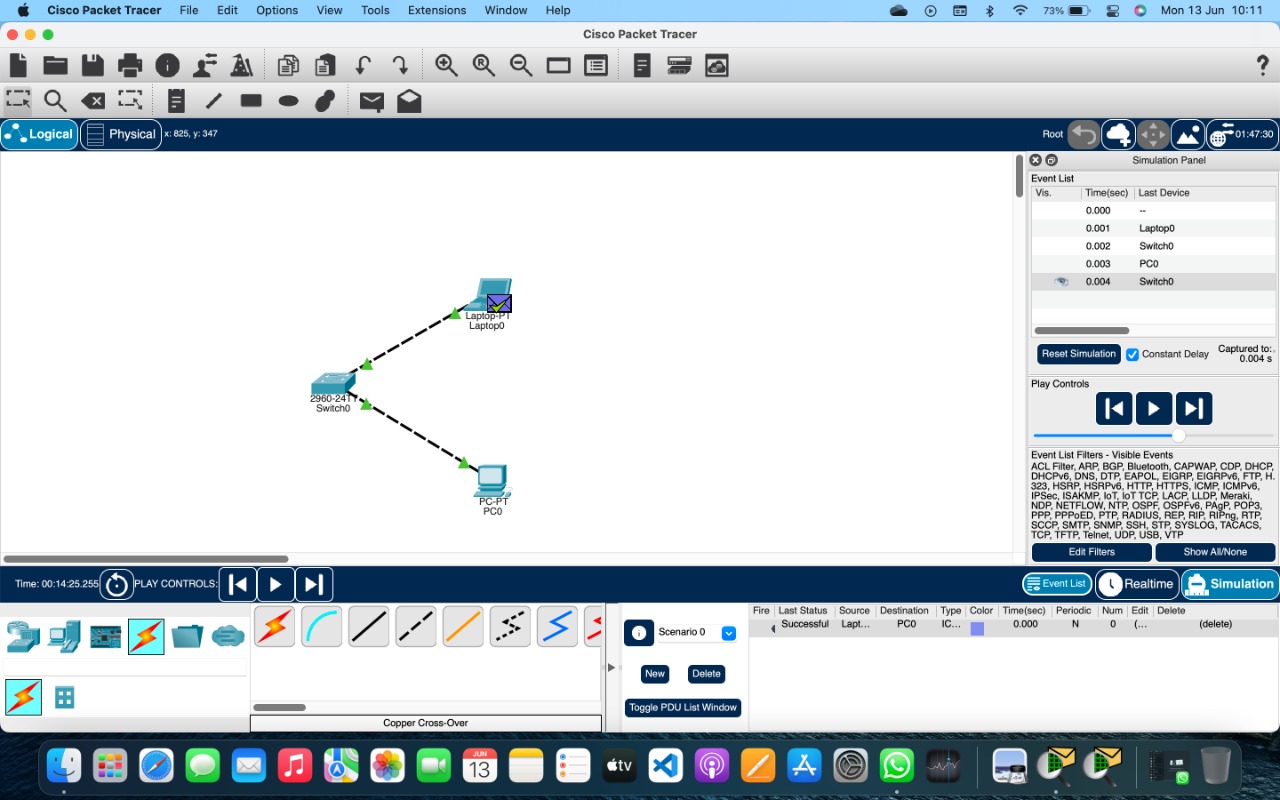 Cisco Packet Tracer File Edit Options View Tools Extensions Window Help 73% Mon 13 Jun 10:11
Cisco Packet Tracer
?
Logical Physical x: 825, y: 347 Root 01:47:30
Simulation Panel
Event List
Vis. Time(sec) Last Device
0.000 --
0.001 Laptop0
0.002 Switch0
0.003 PC0
0.004 Switch0
Reset Simulation Constant Delay Captured to:
0.004 s
Play Controls
Event List Filters - Visible Events
ACL Filter, ARP, BGP, Bluetooth, CAPWAP, CDP, DHCP,
DHCPv6, DNS, DTP, EAPOL, EIGRP, EIGRPv6, FTP, H.
323, HSRP, HSRPv6, HTTP, HTTPS, ICMP, ICMPv6,
IPSec, ISAKMP, IoT, IoT TCP, LACP, LLDP, Meraki,
NDP, NETFLOW, NTP, OSPF, OSPFv6, PAgP, POP3,
PPP, PPPoED, PTP, RADIUS, REP, RIP, RIPng, RTP,
SCCP, SMTP, SNMP, SSH, STP, SYSLOG, TACACS,
TCP, TFTP, Telnet, UDP, USB, VTP
Edit Filters Show All/None
Laptop-PT
Laptop0
2960-24TT
Switch0
PC-PT
PC0
Time: 00:14:25.255 PLAY CONTROLS: Event List Realtime Simulation
Scenario 0
New Delete
Toggle PDU List Window
Fire Last Status Source Destination Type Color Time(sec) Periodic Num Edit Delete
Successful Lapt... PC0 IC... 0.000 N 0 (... (delete)
Copper Cross-Over
JUN
13
tv